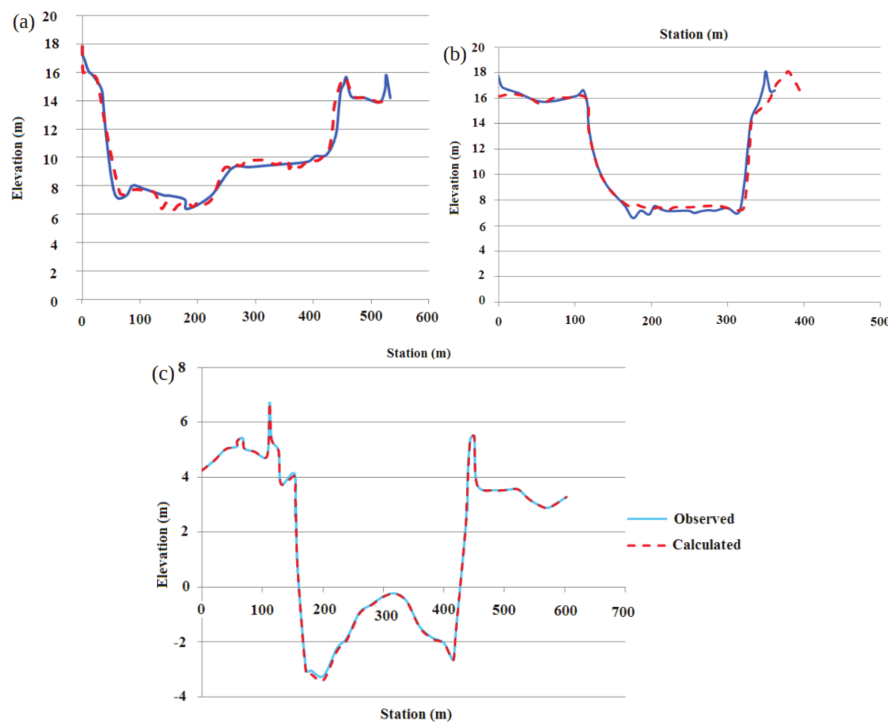 (a)
20
18
16
14
12
10
8
6
4
2
0
Elevation (m)
0 100 200 300 400 500 600
Station (m)
(b)
Station (m)
20
18
16
14
12
10
8
6
4
2
0
Elevation (m)
0 100 200 300 400 500
(c)
8
6
4
2
0
-2
-4
Elevation (m)
0 100 200 300 400 500 600 700
Station (m)
Observed
Calculated